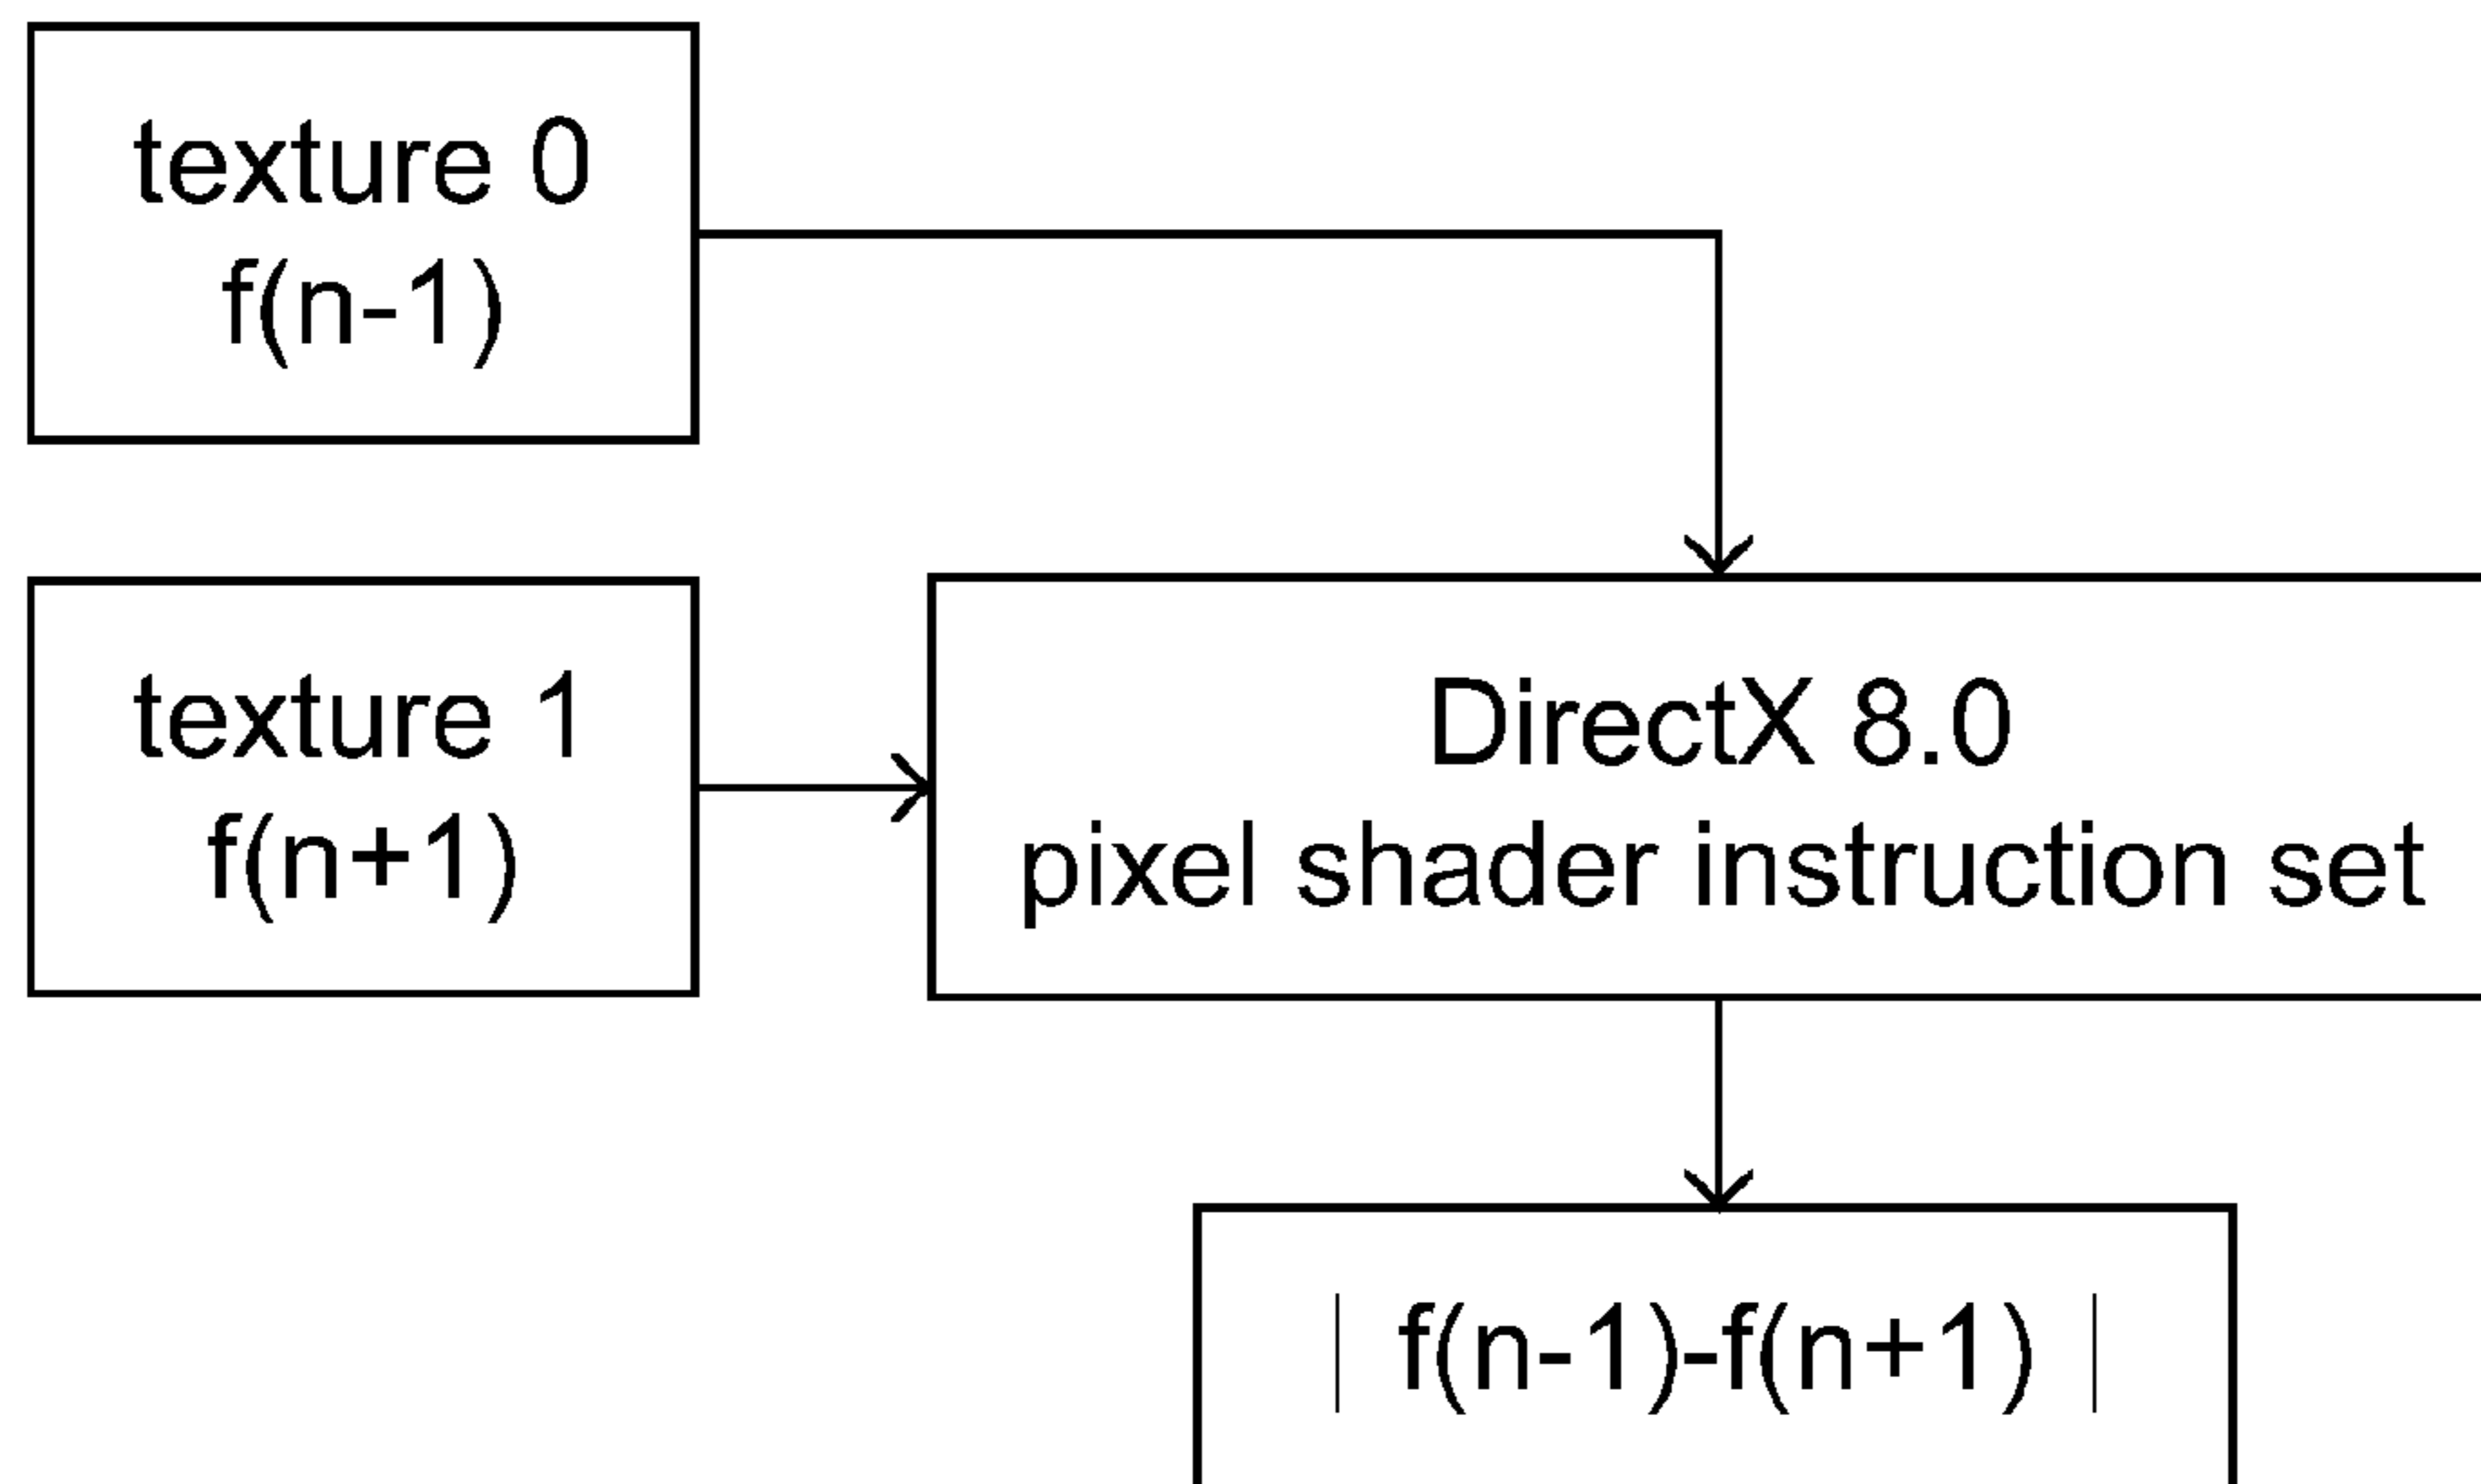 texture 0
f(n-1)
texture 1
f(n+1)
DirectX 8.0
pixel shader instruction set
| f(n-1)-f(n+1) |